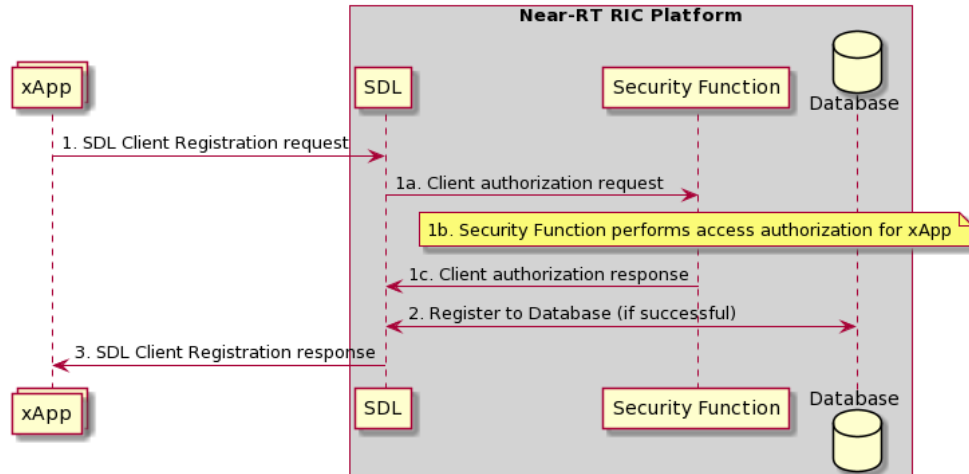 Near-RT RIC Platform
xApp
SDL
Security Function
Database
1. SDL Client Registration request
1a. Client authorization request
1b. Security Function performs access authorization for xApp
1c. Client authorization response
2. Register to Database (if successful)
3. SDL Client Registration response
xApp
SDL
Security Function
Database